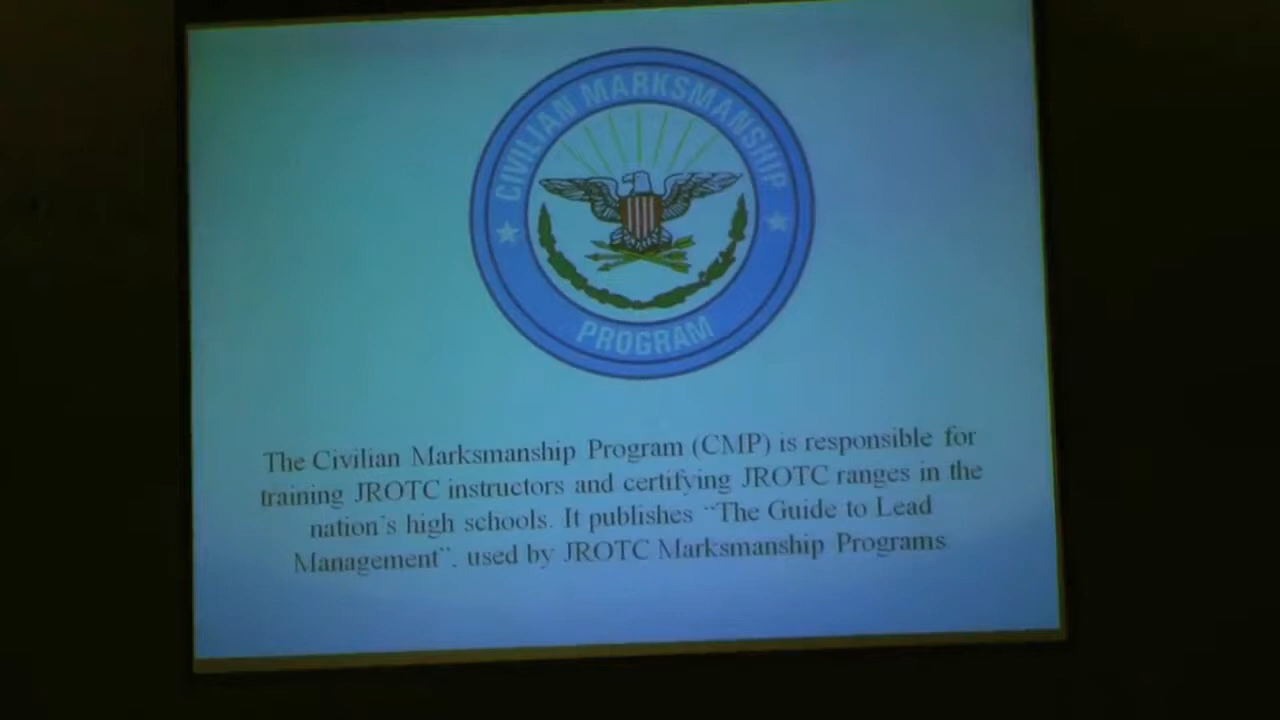 CIVILIAN MARKSMANSHIP
PROGRAM
The Civilian Marksmanship Program (CMP) is responsible for
training JROTC instructors and certifying JROTC ranges in the
nation's high schools. It publishes “The Guide to Lead
Management”, used by JROTC Marksmanship Programs